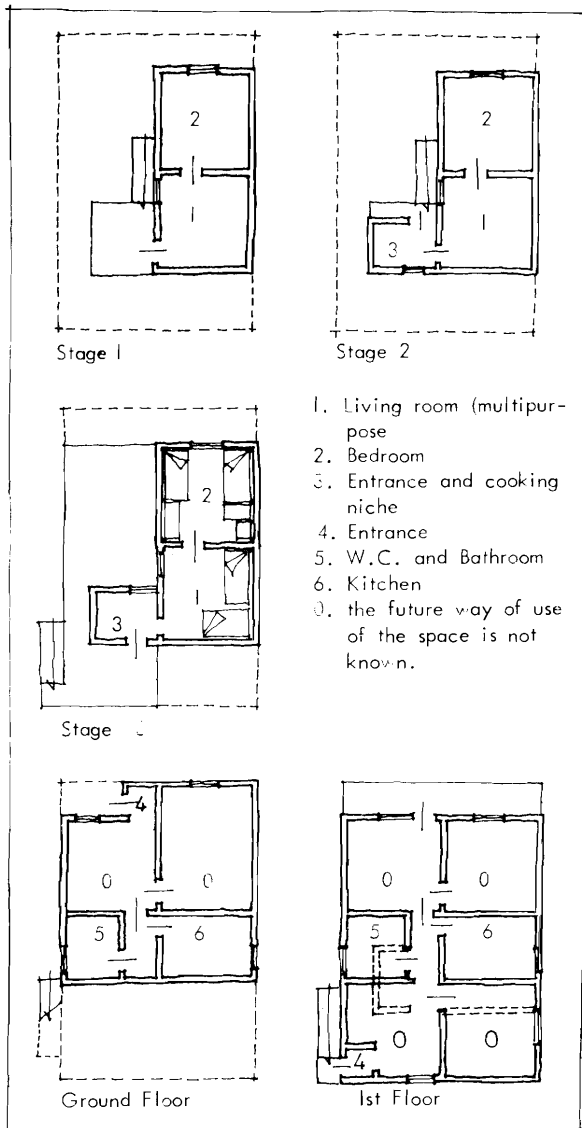 2
1
Stage 1
2
1
3
Stage 2
2
1
3
Stage
1. Living room (multipur-
pose
2. Bedroom
3. Entrance and cooking
niche
4. Entrance
5. W.C. and Bathroom
6. Kitchen
0. the future way of use
of the space is not
known.
4
0
0
5
6
Ground Floor
0
0
5
6
0
0
4
1st Floor